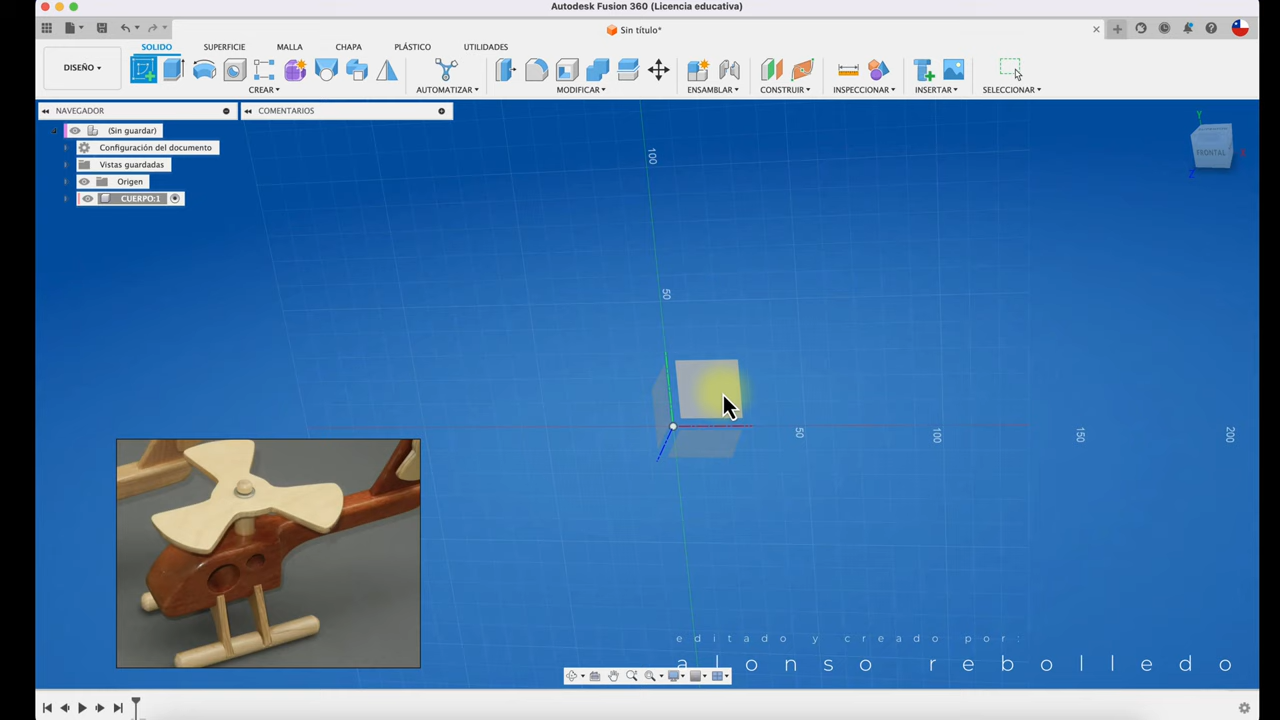 Autodesk Fusion 360 (Licencia educativa)
Sin título*
DISEÑO
SOLIDO
SUPERFICIE
MALLA
CHAPA
PLÁSTICO
UTILIDADES
CREAR
AUTOMATIZAR
MODIFICAR
ENSAMBLAR
CONSTRUIR
INSPECCIONAR
INSERTAR
SELECCIONAR
NAVEGADOR
COMENTARIOS
(Sin guardar)
Configuración del documento
Vistas guardadas
Origen
CUERPO:1
Y
FRONTAL
X
Z
100
50
50
100
150
200
editado y creado por:
alonso rebolledo